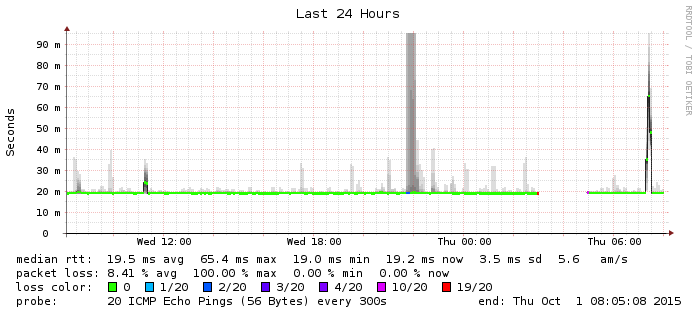 Last 24 Hours
RRDTOOL / TOBI OETIKER
Seconds
90 m
80 m
70 m
60 m
50 m
40 m
30 m
20 m
10 m
0
Wed 12:00 Wed 18:00 Thu 00:00 Thu 06:00
median rtt: 19.5 ms avg 65.4 ms max 19.0 ms min 19.2 ms now 3.5 ms sd 5.6 am/s
packet loss: 8.41 % avg 100.00 % max 0.00 % min 0.00 % now
loss color: 0 1/20 2/20 3/20 4/20 10/20 19/20
probe: 20 ICMP Echo Pings (56 Bytes) every 300s end: Thu Oct 1 08:05:08 2015